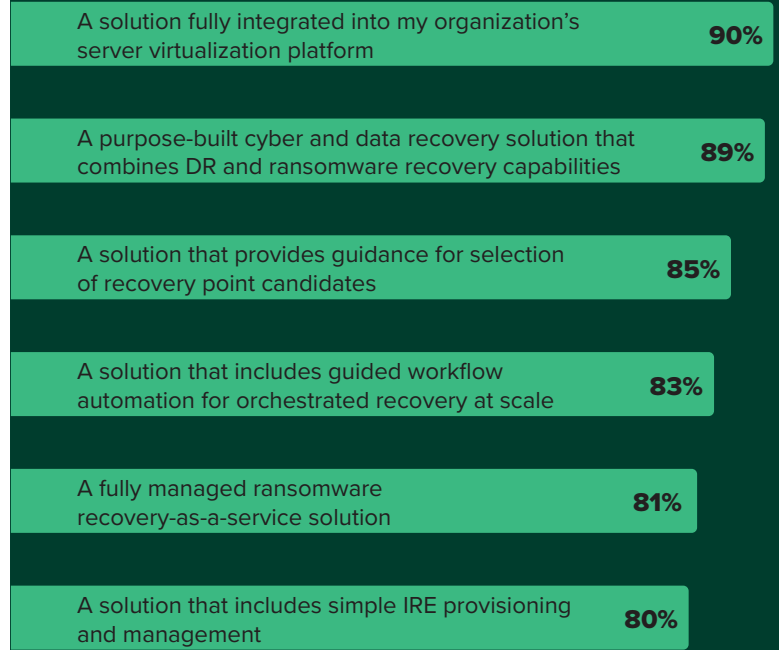 A solution fully integrated into my organization’s
server virtualization platform
90%
A purpose-built cyber and data recovery solution that
combines DR and ransomware recovery capabilities
89%
A solution that provides guidance for selection
of recovery point candidates
85%
A solution that includes guided workflow
automation for orchestrated recovery at scale
83%
A fully managed ransomware
recovery-as-a-service solution
81%
A solution that includes simple IRE provisioning
and management
80%